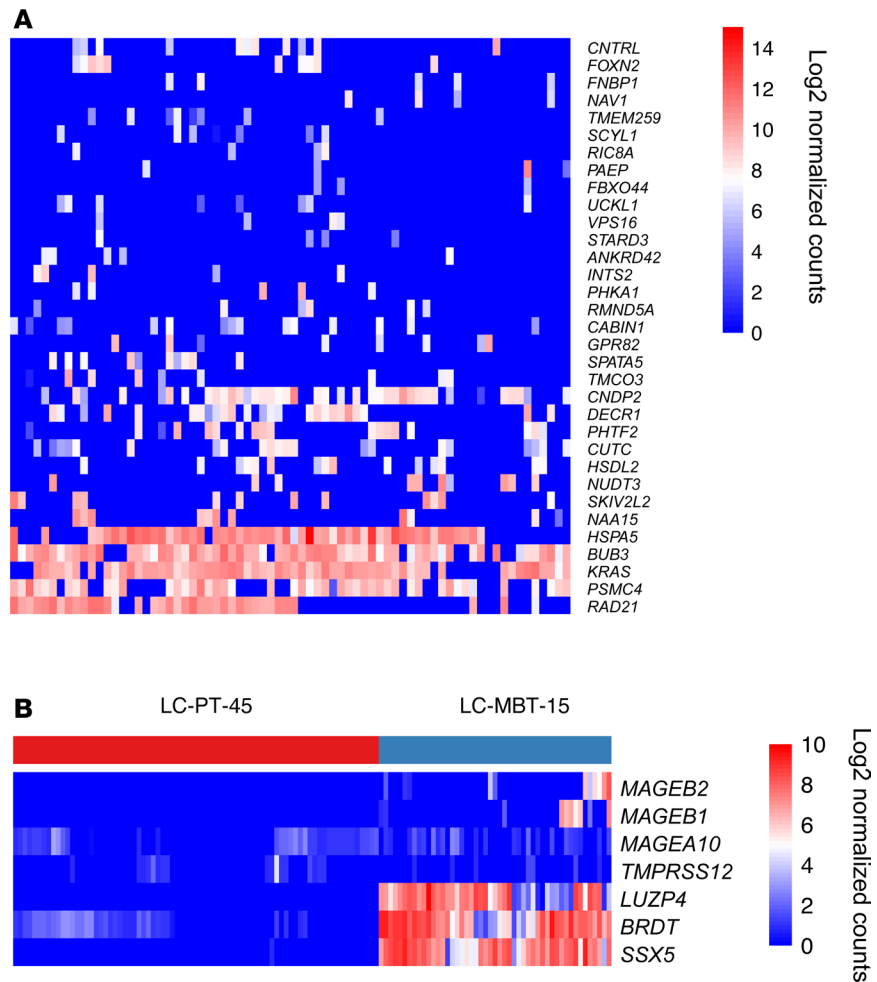 A
CNTRL
FOXN2
FNBP1
NAV1
TMEM259
SCYL1
RIC8A
PAEP
FBXO44
UCKL1
VPS16
STARD3
ANKRD42
INTS2
PHKA1
RMND5A
CABIN1
GPR82
SPATA5
TMCO3
CNDP2
DECR1
PHTF2
CUTC
HSDL2
NUDT3
SKIV2L2
NAA15
HSPA5
BUB3
KRAS
PSMC4
RAD21
14
12
10
8
6
4
2
0
Log2 normalized counts
B
LC-PT-45 LC-MBT-15
MAGEB2
MAGEB1
MAGEA10
TMPRSS12
LUZP4
BRDT
SSX5
10
8
6
4
2
0
Log2 normalized counts